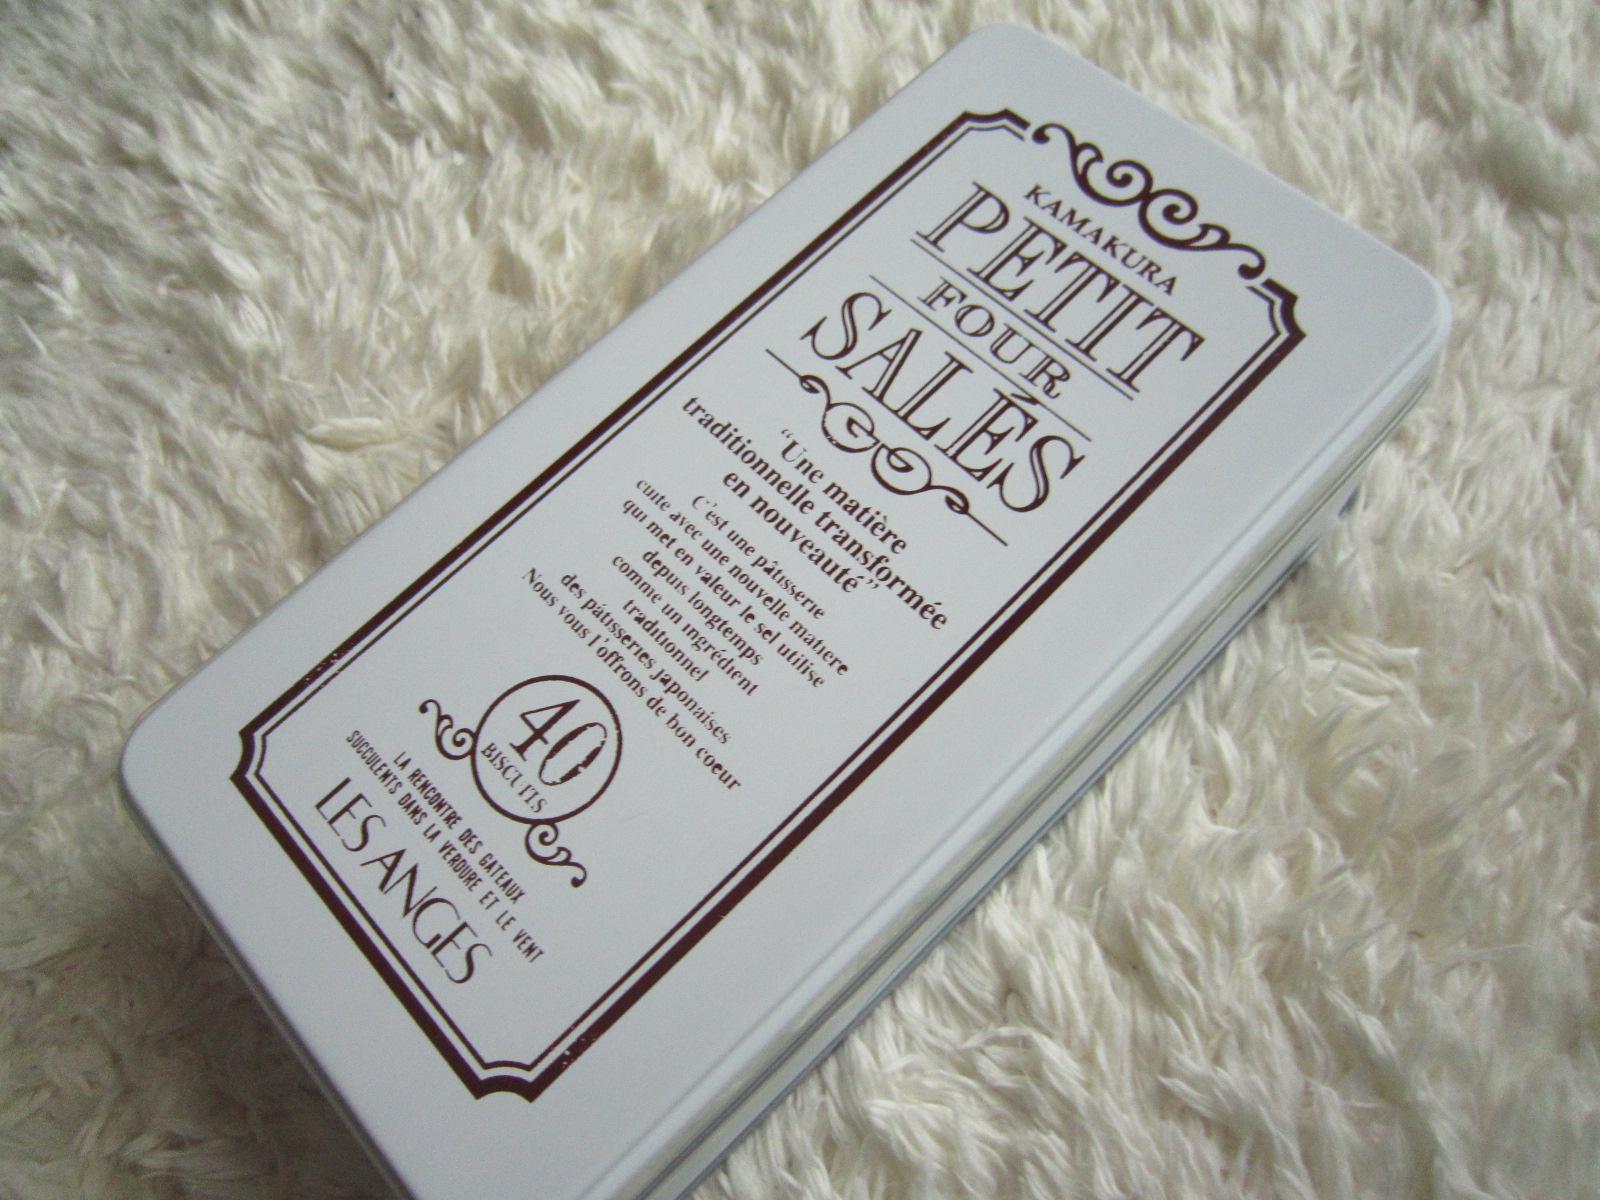 KAMAKURA
PETIT
FOUR
SALÉS
“Une matière
traditionnelle transformée
en nouveauté”
C'est une pâtisserie
cuite avec une nouvelle matière
qui met en valeur le sel utilise
depuis longtemps
comme un ingrédient
traditionnel
des pâtisseries japonaises
Nous vous l'offrons de bon coeur
40
BISCUITS
LA RENCONTRE DES GATEAUX
SUCCULENTS DANS LA VERDURE ET LE VENT
LES ANGES